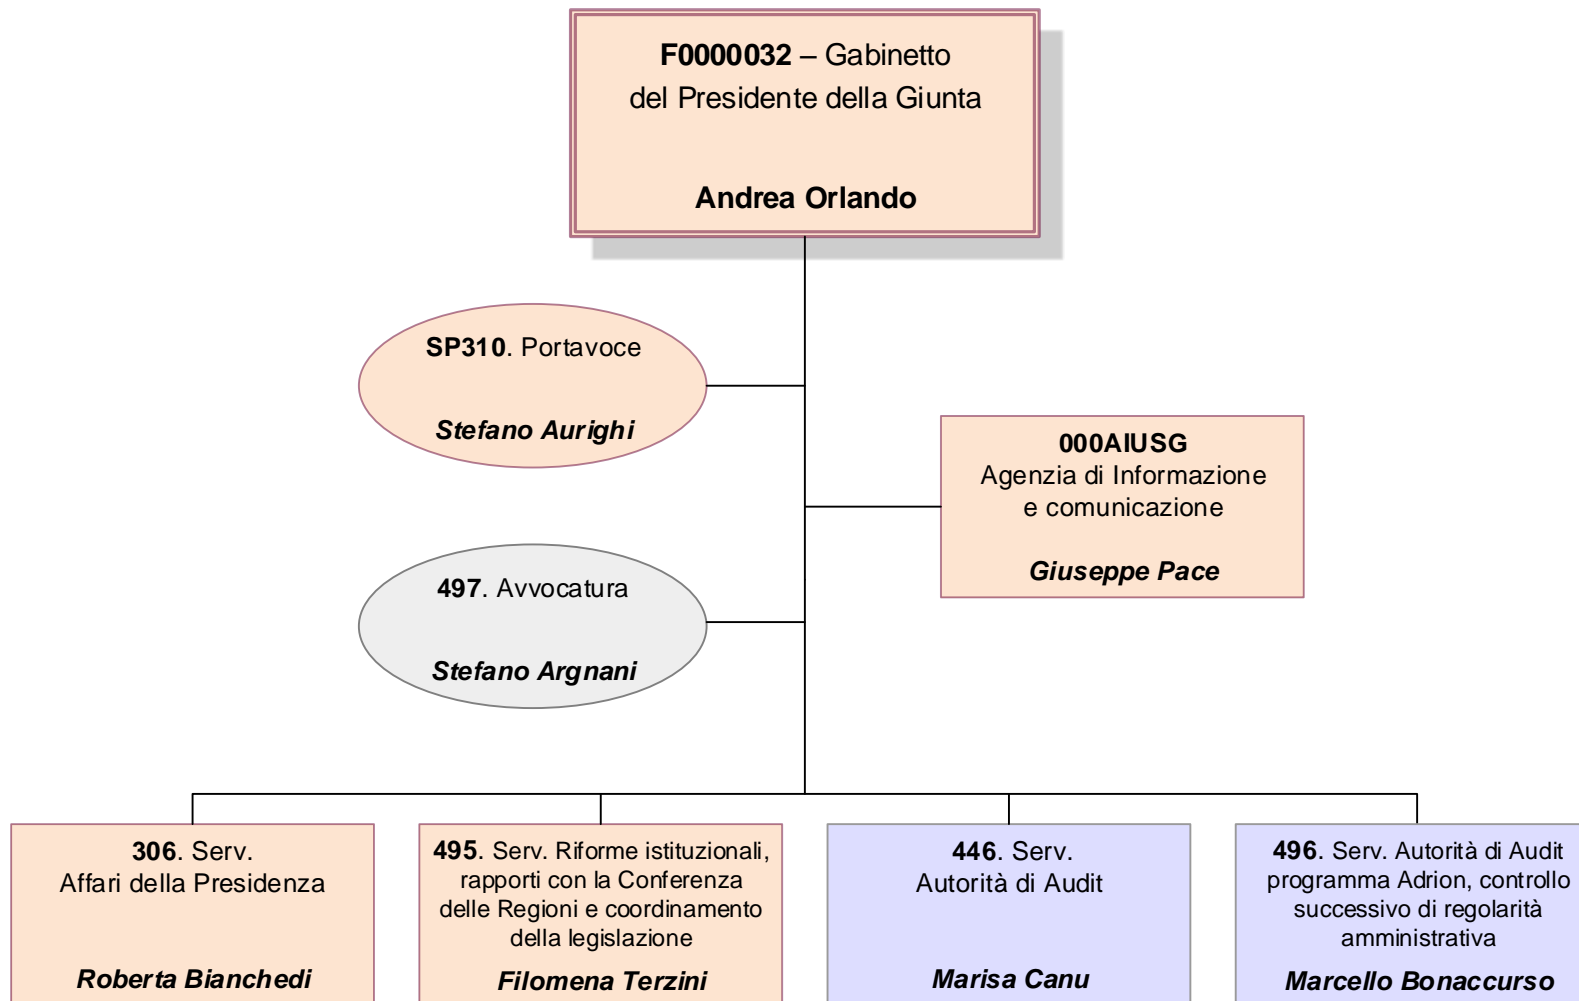 F0000032 – Gabinetto
del Presidente della Giunta
Andrea Orlando
SP310. Portavoce
Stefano Aurighi
000AIUSG
Agenzia di Informazione
e comunicazione
Giuseppe Pace
497. Avvocatura
Stefano Argnani
306. Serv.
Affari della Presidenza
Roberta Bianchedi
495. Serv. Riforme istituzionali,
rapporti con la Conferenza
delle Regioni e coordinamento
della legislazione
Filomena Terzini
446. Serv.
Autorità di Audit
Marisa Canu
496. Serv. Autorità di Audit
programma Adrion, controllo
successivo di regolarità
amministrativa
Marcello Bonaccurso